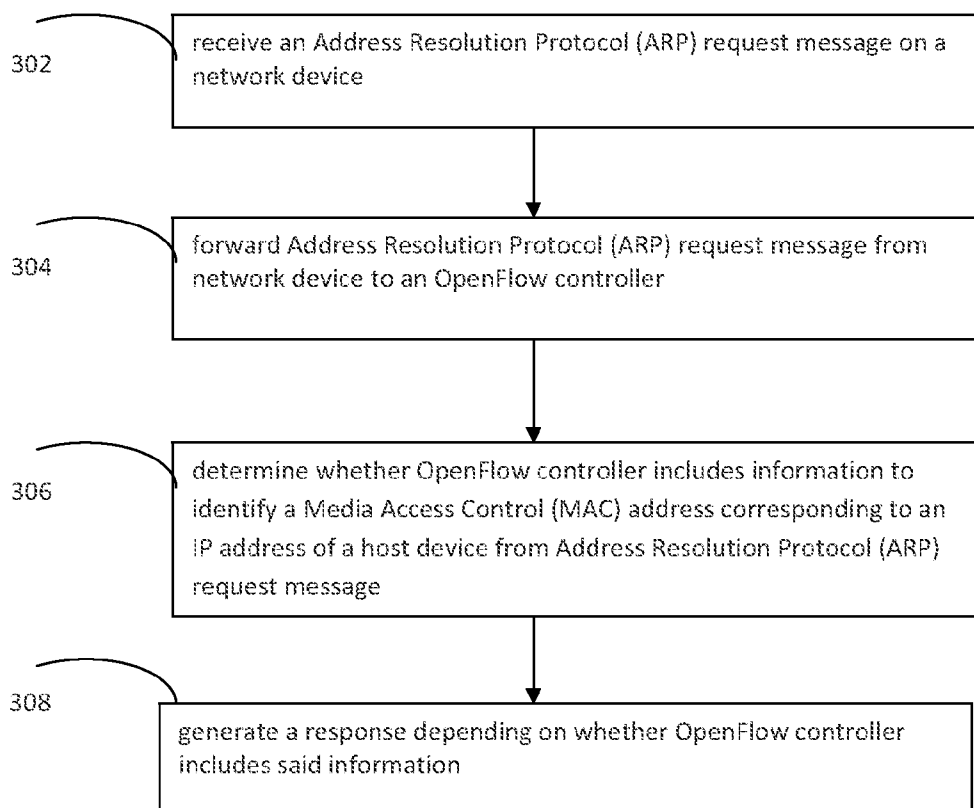 302
receive an Address Resolution Protocol (ARP) request message on a
network device
304
forward Address Resolution Protocol (ARP) request message from
network device to an OpenFlow controller
306
determine whether OpenFlow controller includes information to
identify a Media Access Control (MAC) address corresponding to an
IP address of a host device from Address Resolution Protocol (ARP)
request message
308
generate a response depending on whether OpenFlow controller
includes said information